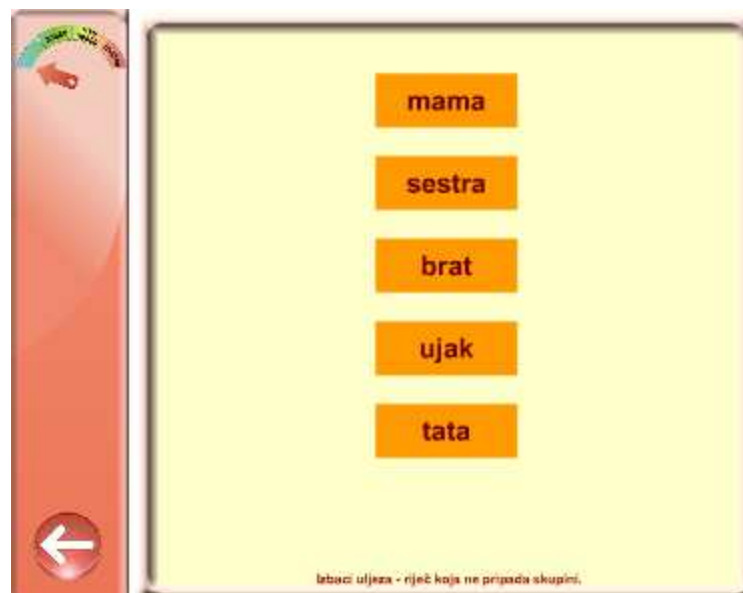 mama
sestra
brat
ujak
tata
Izbaci uljeza - riječ koja ne pripada skupini.